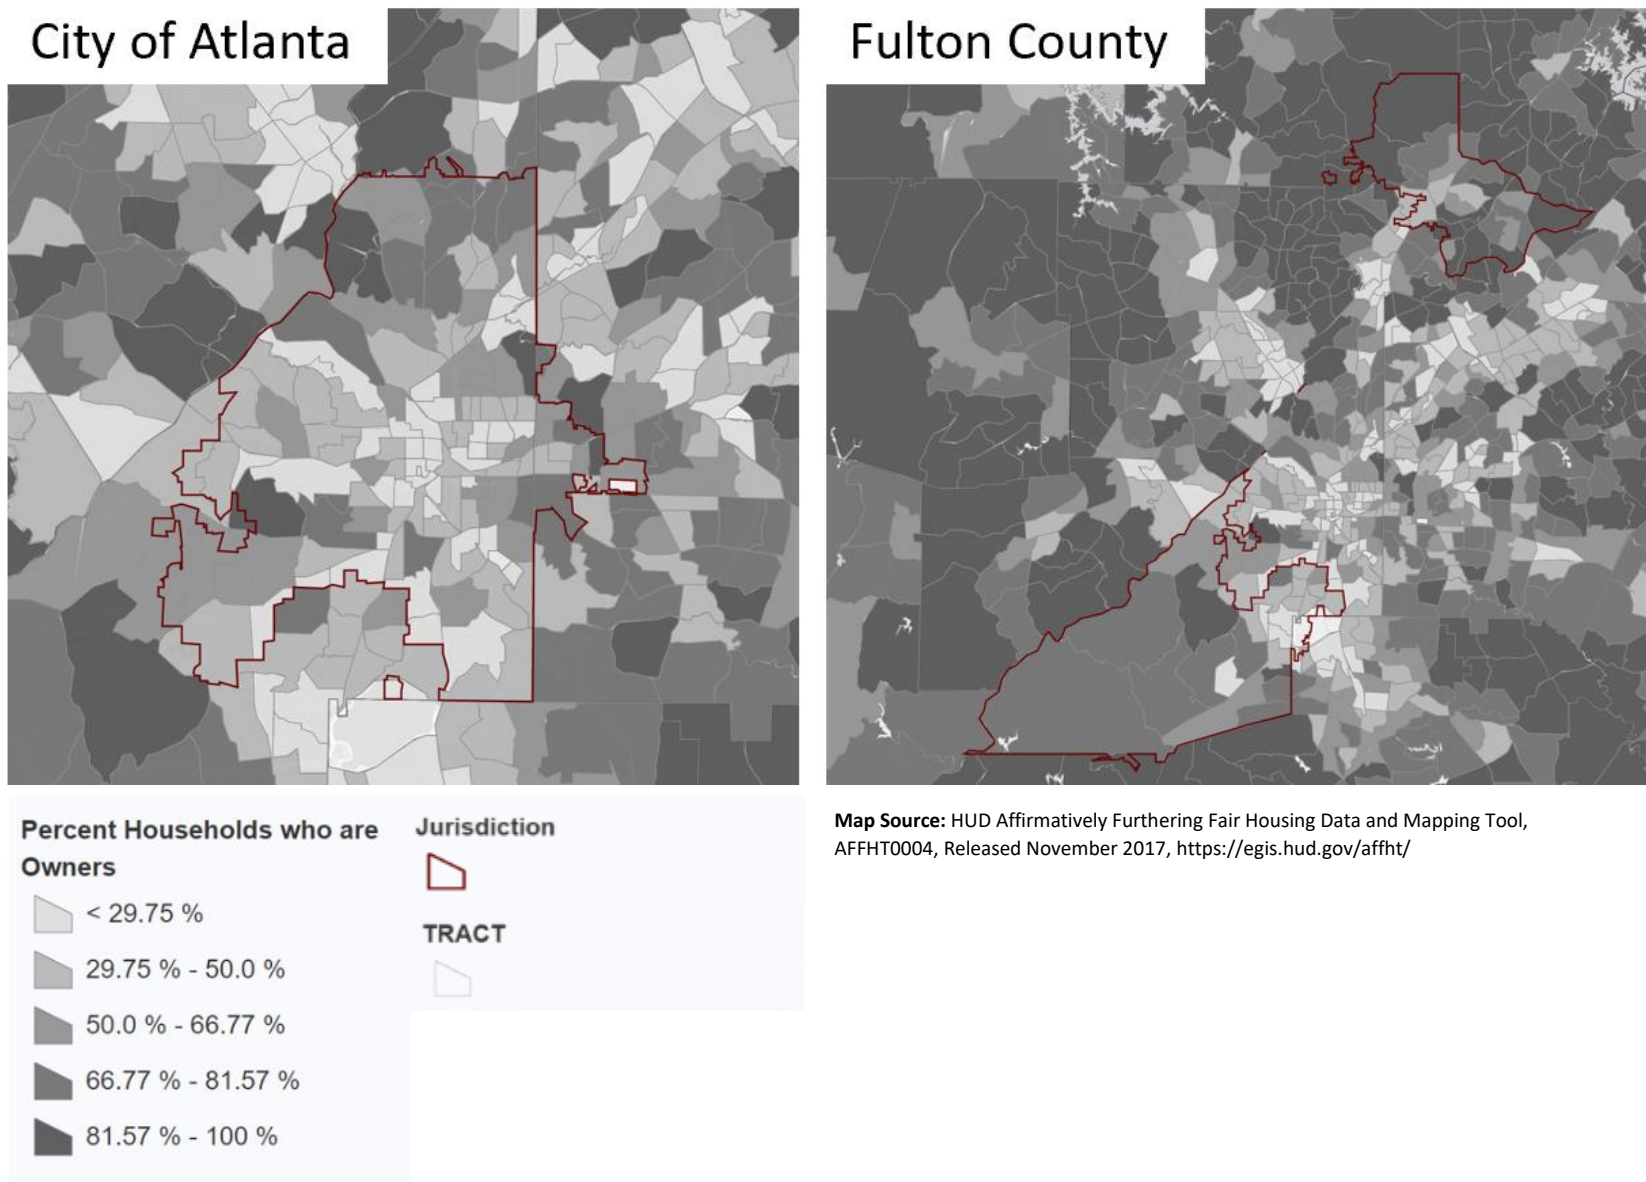 City of Atlanta
Fulton County
Percent Households who are
Owners
< 29.75 %
29.75 % - 50.0 %
50.0 % - 66.77 %
66.77 % - 81.57 %
81.57 % - 100 %
Jurisdiction
TRACT
Map Source: HUD Affirmatively Furthering Fair Housing Data and Mapping Tool,
AFFHT0004, Released November 2017, https://egis.hud.gov/affht/